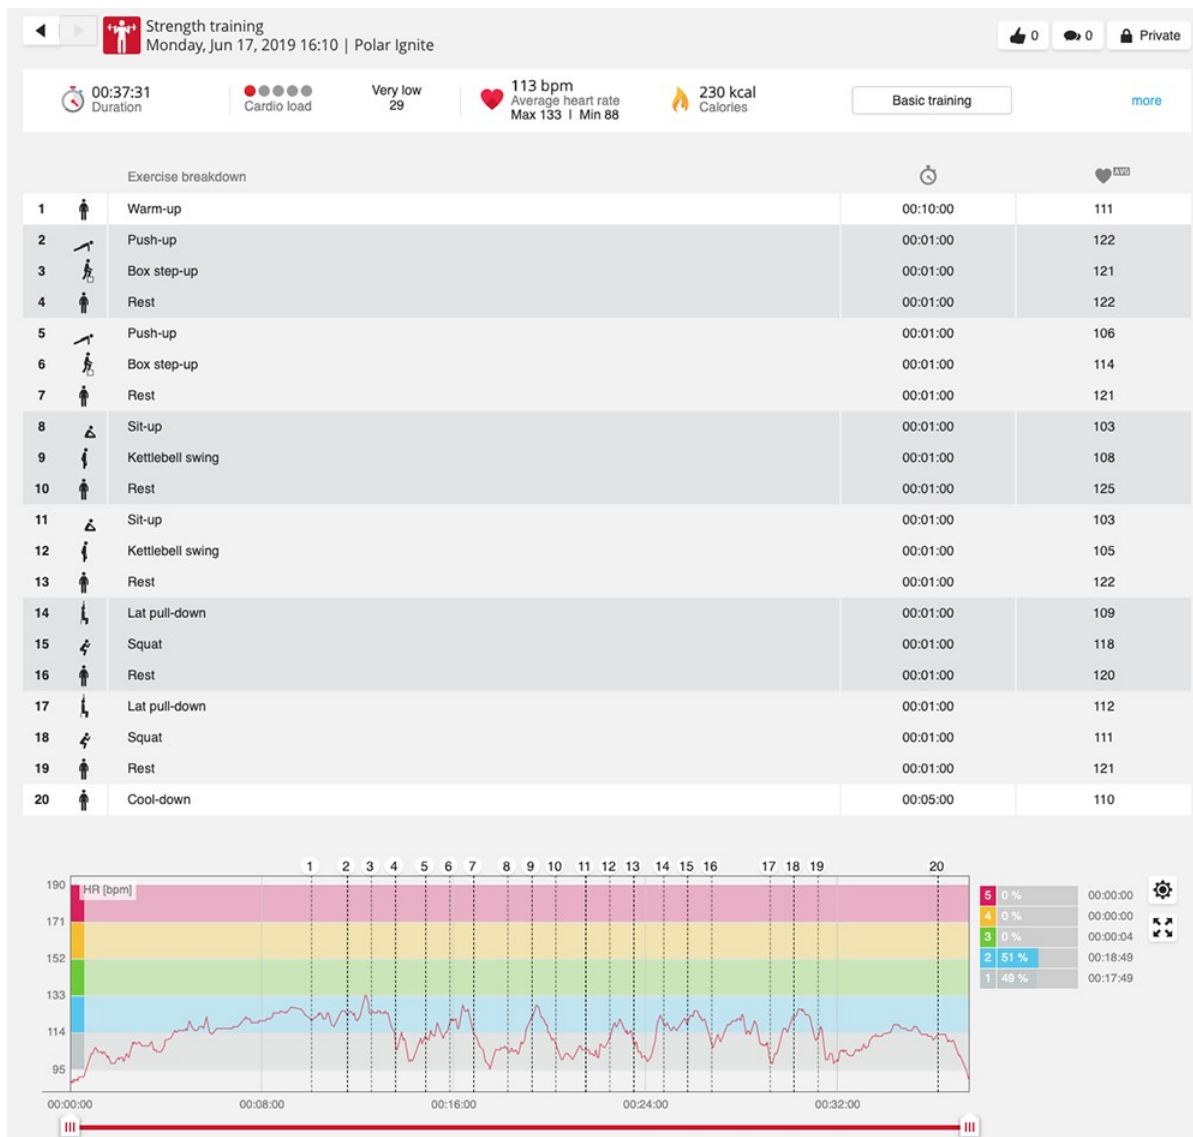 Strength training
Monday, Jun 17, 2019 16:10 | Polar Ignite
0 0 Private
00:37:31
Duration
Cardio load
Very low
29
113 bpm
Average heart rate
Max 133 | Min 88
230 kcal
Calories
Basic training
more
Exercise breakdown AVG
1 Warm-up 00:10:00 111
2 Push-up 00:01:00 122
3 Box step-up 00:01:00 121
4 Rest 00:01:00 122
5 Push-up 00:01:00 106
6 Box step-up 00:01:00 114
7 Rest 00:01:00 121
8 Sit-up 00:01:00 103
9 Kettlebell swing 00:01:00 108
10 Rest 00:01:00 125
11 Sit-up 00:01:00 103
12 Kettlebell swing 00:01:00 105
13 Rest 00:01:00 122
14 Lat pull-down 00:01:00 109
15 Squat 00:01:00 118
16 Rest 00:01:00 120
17 Lat pull-down 00:01:00 112
18 Squat 00:01:00 111
19 Rest 00:01:00 121
20 Cool-down 00:05:00 110
1 2 3 4 5 6 7 8 9 10 11 12 13 14 15 16 17 18 19 20
HR [bpm]
190
171
152
133
114
95
00:00:00 00:08:00 00:16:00 00:24:00 00:32:00
5 0 % 00:00:00
4 0 % 00:00:00
3 0 % 00:00:04
2 51 % 00:18:49
1 49 % 00:17:49